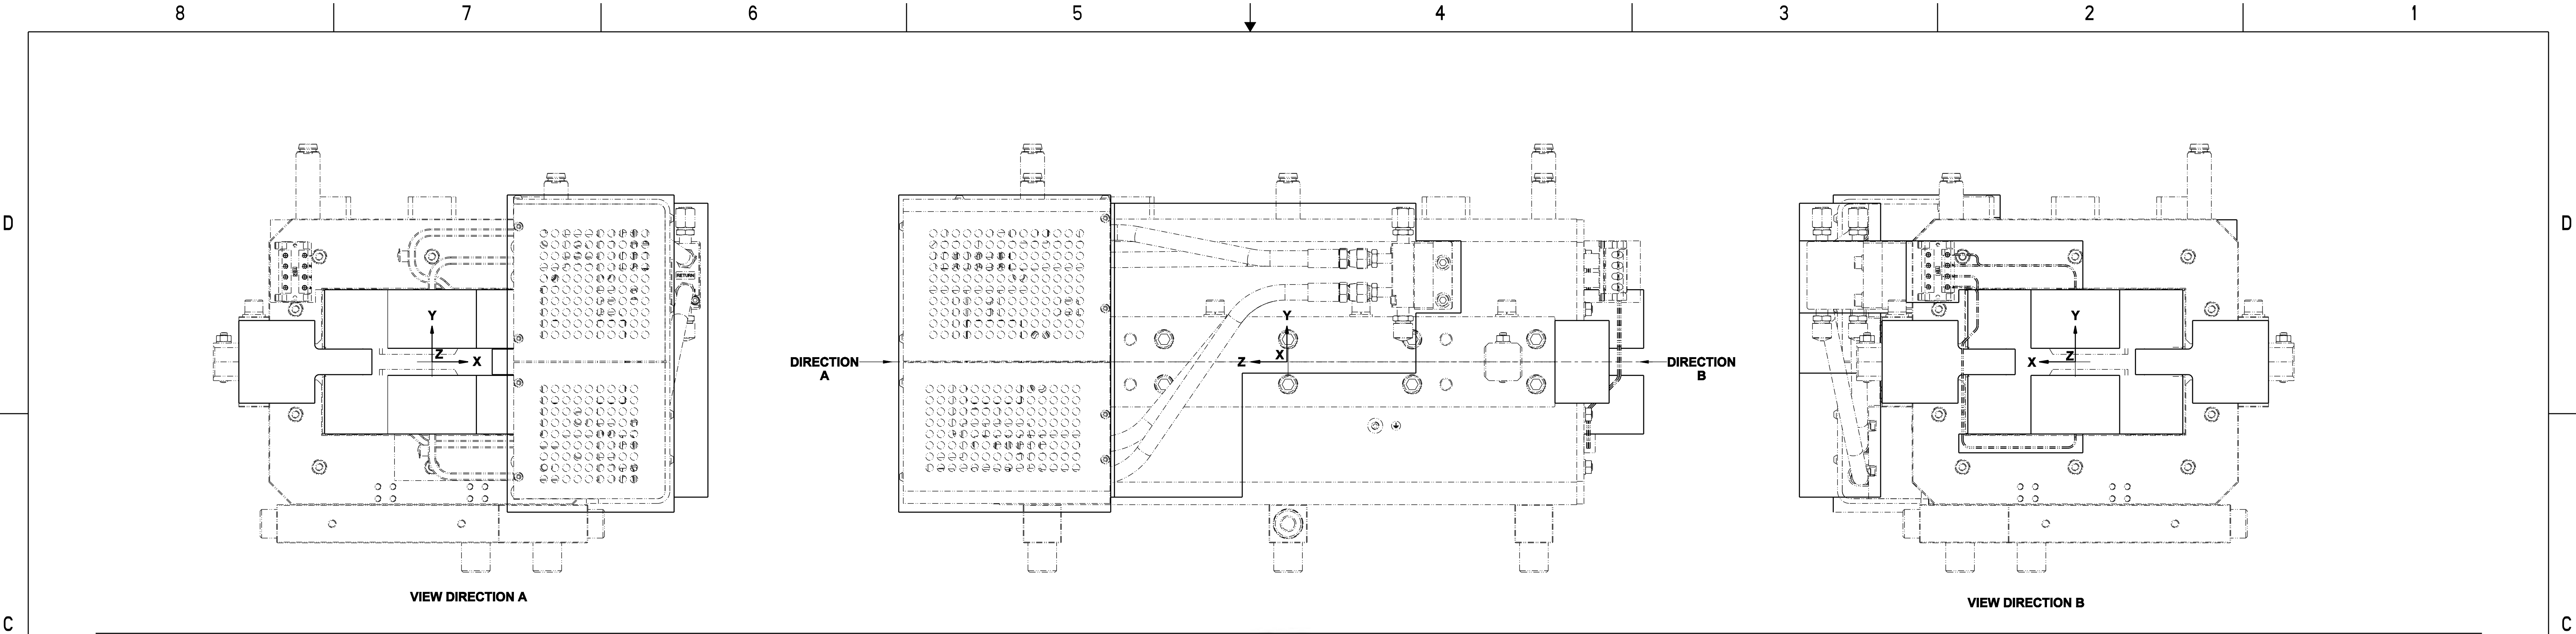 8 7 6 5 4 3 2 1
D D
RETURN
Y Y Y
Z X
DIRECTION
A
Z X
DIRECTION
B
X Z
VIEW DIRECTION A
VIEW DIRECTION B
C C